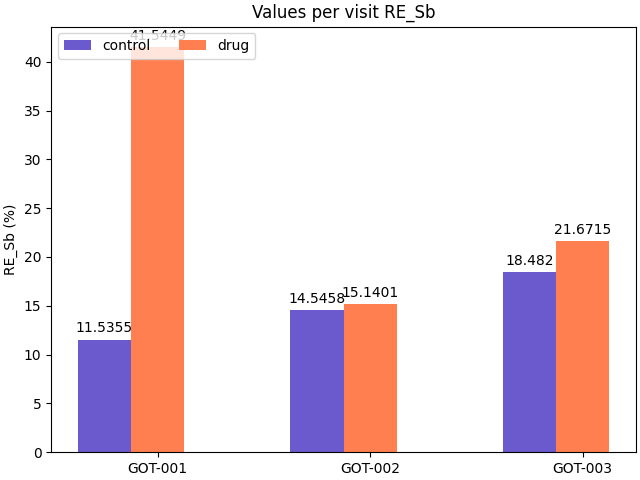 Values per visit RE_Sb
control
drug
41.5449
11.5355
14.5458
15.1401
18.482
21.6715
RE_Sb (%)
40
35
30
25
20
15
10
5
0
GOT-001
GOT-002
GOT-003